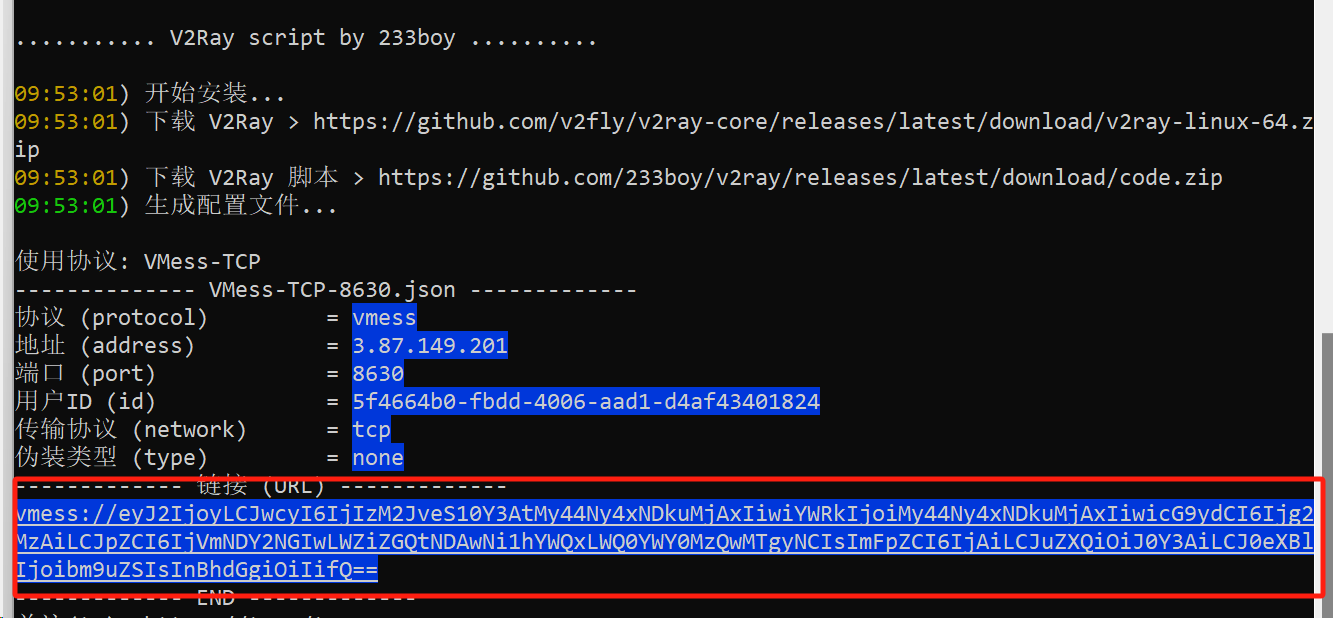 ........... V2Ray script by 233boy ..........
09:53:01) 开始安装...
09:53:01) 下载 V2Ray > https://github.com/v2fly/v2ray-core/releases/latest/download/v2ray-linux-64.z
ip
09:53:01) 下载 V2Ray 脚本 > https://github.com/233boy/v2ray/releases/latest/download/code.zip
09:53:01) 生成配置文件...
使用协议: VMess-TCP
-------------- VMess-TCP-8630.json -------------
协议 (protocol) = vmess
地址 (address) = 3.87.149.201
端口 (port) = 8630
用户ID (id) = 5f4664b0-fbdd-4006-aad1-d4af43401824
传输协议 (network) = tcp
伪装类型 (type) = none
------------- 链接 (URL) -------------
vmess://eyJ2IjoyLCJwcyI6IjIzM2JveS10Y3AtMy44Ny4xNDkuMjAxIiwiYWRkIjoiMy44Ny4xNDkuMjAxIiwicG9ydCI6Ijg2
MzAiLCJpZCI6IjVmNDY2NGIwLWZiZGQtNDAwNi1hYWQxLWQ0YWY0MzQwMTgyNCIsImFpZCI6IjAiLCJuZXQiOiJ0Y3AiLCJ0eXBl
Ijoibm9uZSIsInBhdGgiOiIifQ==
------------- END -------------